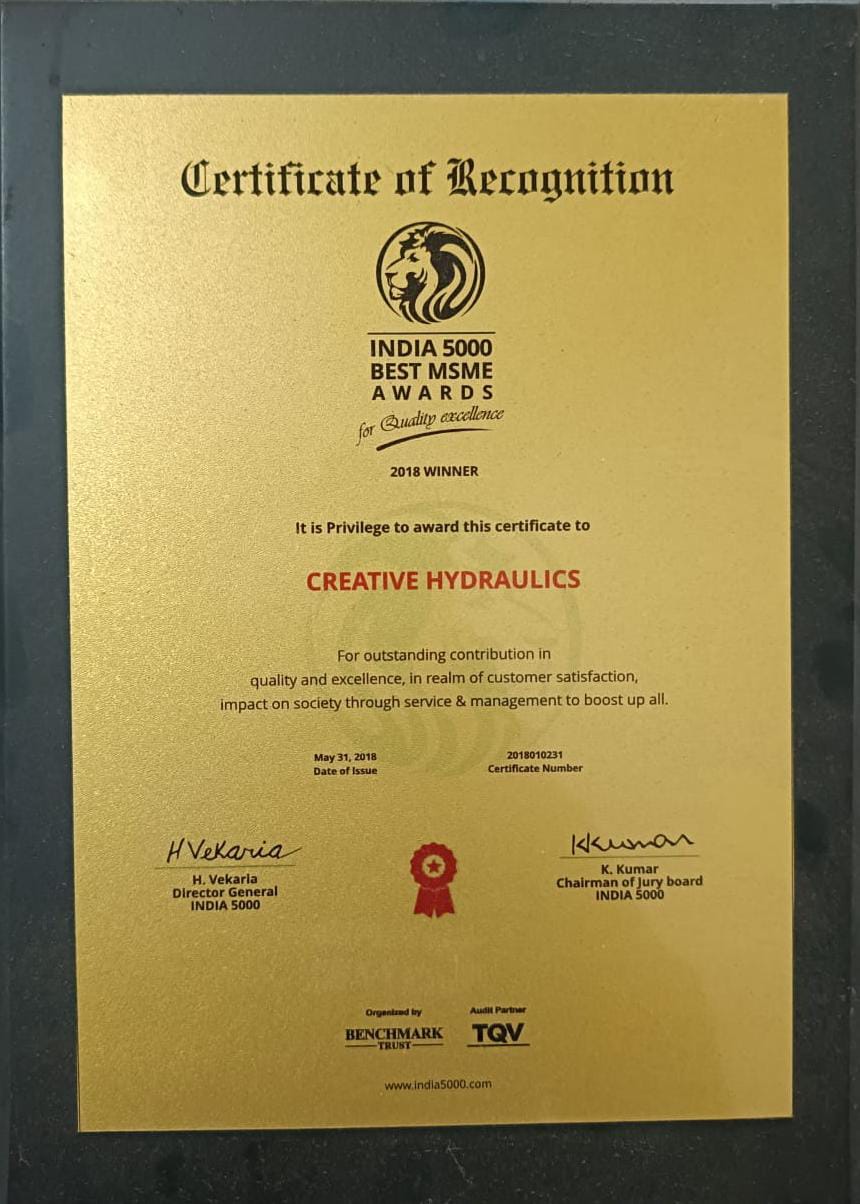 Certificate of Recognition
INDIA 5000
BEST MSME
AWARDS
for Quality excellence
2018 WINNER
It is Privilege to award this certificate to
CREATIVE HYDRAULICS
For outstanding contribution in
quality and excellence, in realm of customer satisfaction,
impact on society through service & management to boost up all.
May 31, 2018
Date of Issue
2018010231
Certificate Number
H Vekaria
H. Vekaria
Director General
INDIA 5000
KKumar
K. Kumar
Chairman of Jury board
INDIA 5000
Organized by
BENCHMARK
TRUST
Audit Partner
TQV
www.india5000.com